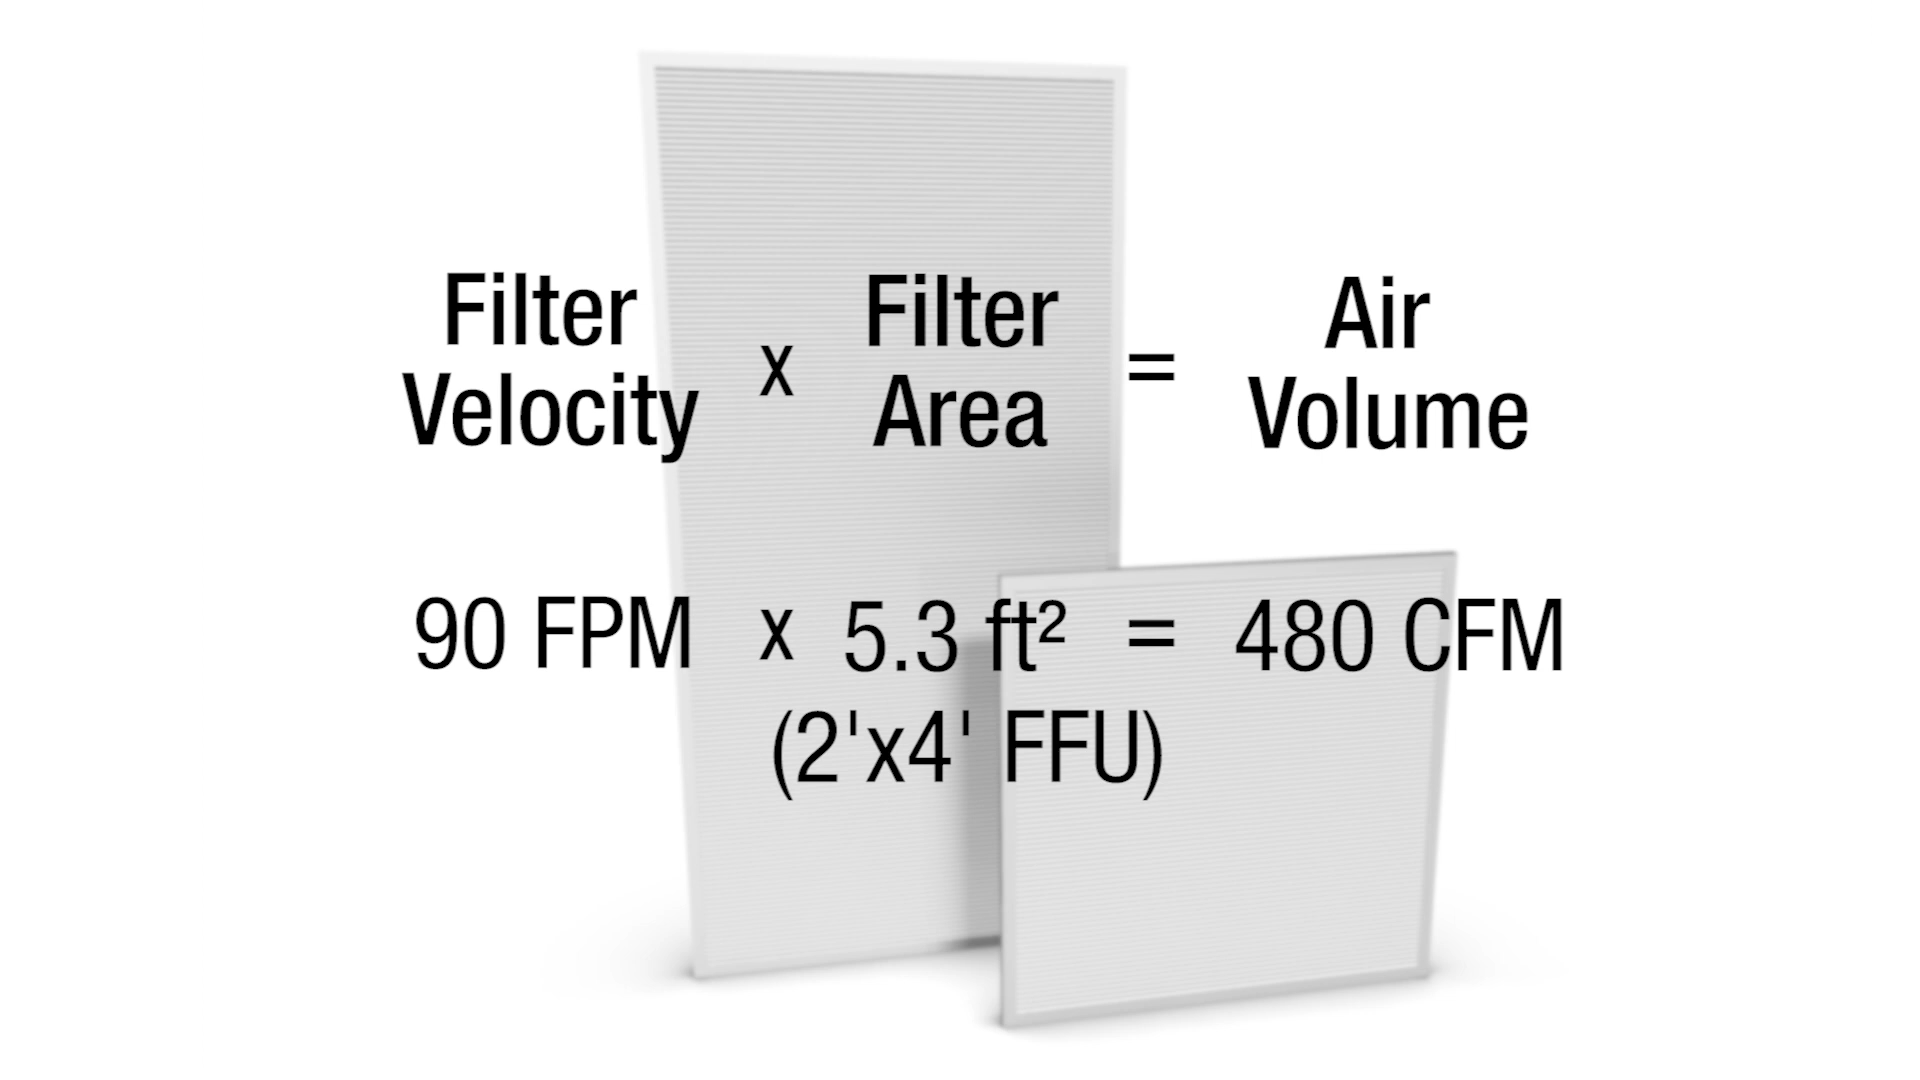 Filter Velocity x Filter Area = Air Volume
90 FPM x 5.3 ft² = 480 CFM
(2'x4' FFU)